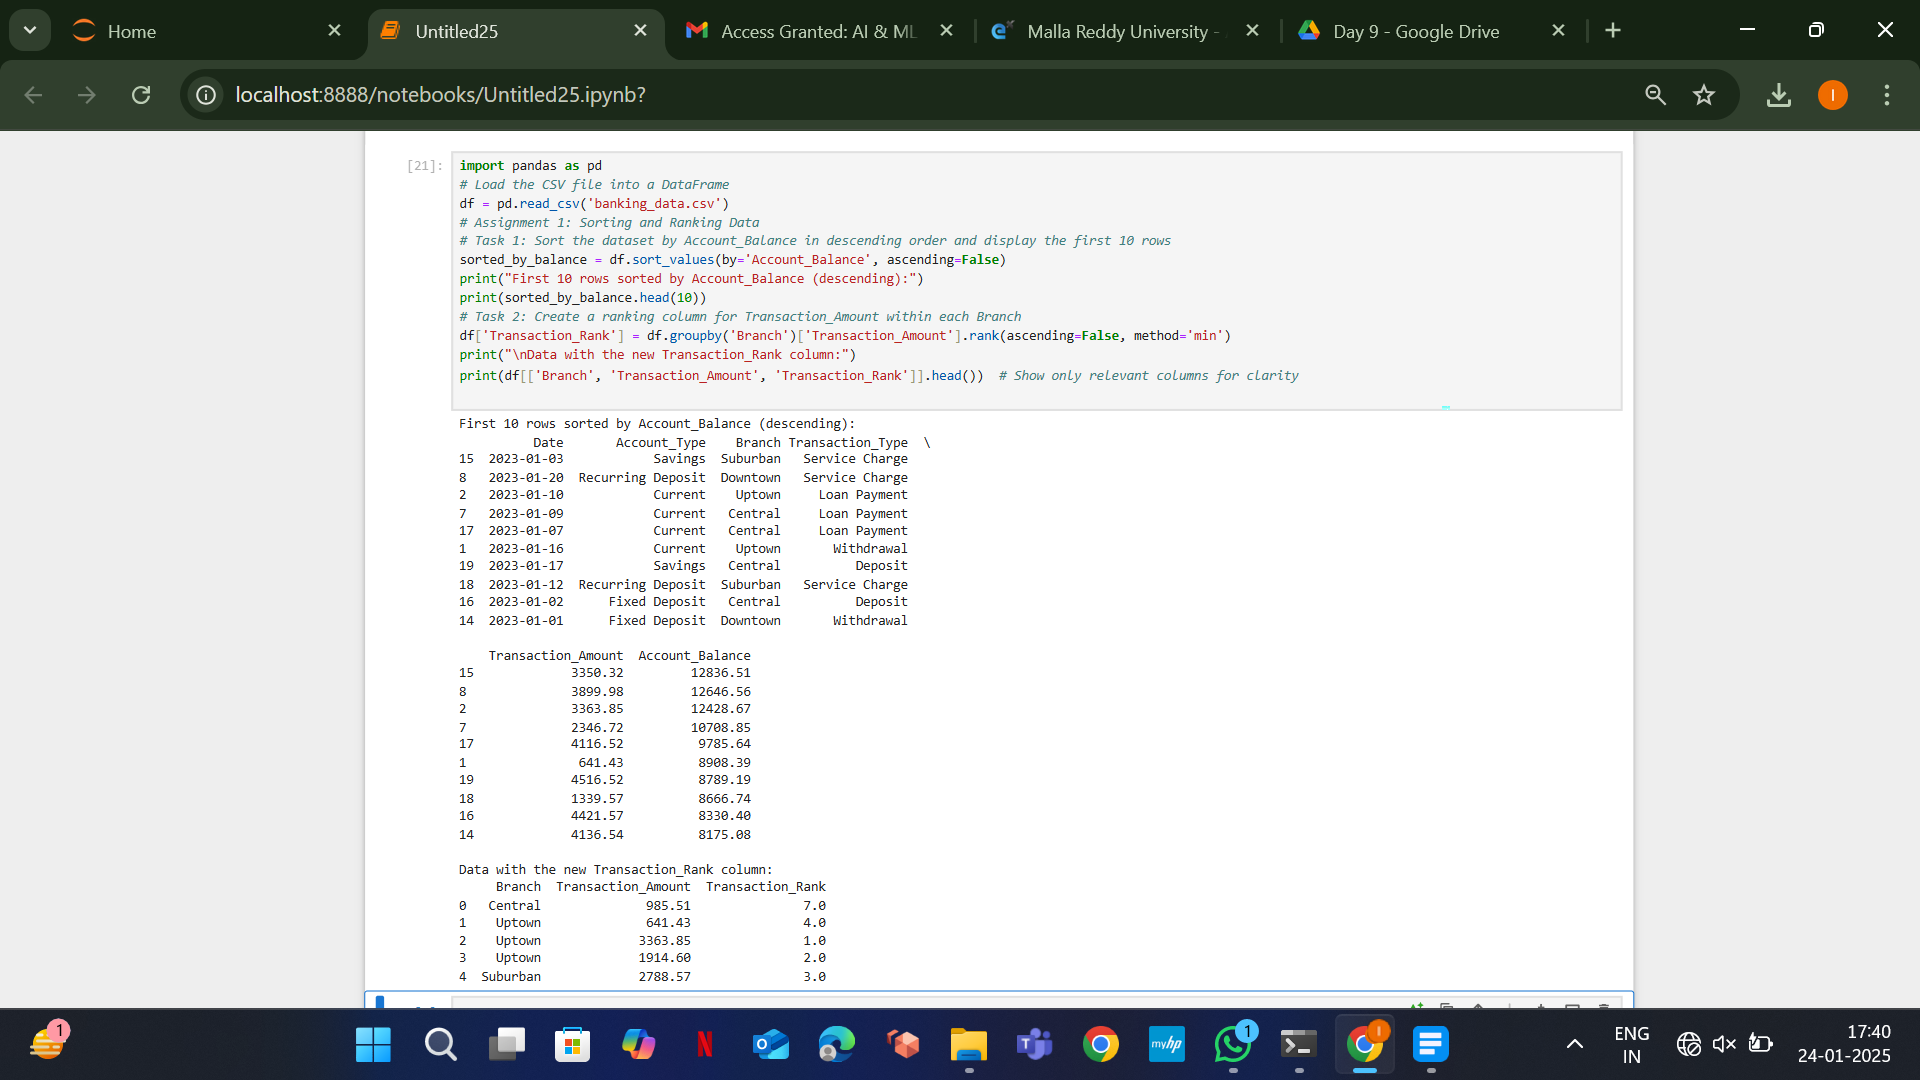 Home
Untitled25
Access Granted: AI & ML
Malla Reddy University -
Day 9 - Google Drive
localhost:8888/notebooks/Untitled25.ipynb?
I
[21]:
import pandas as pd
# Load the CSV file into a DataFrame
df = pd.read_csv('banking_data.csv')
# Assignment 1: Sorting and Ranking Data
# Task 1: Sort the dataset by Account_Balance in descending order and display the first 10 rows
sorted_by_balance = df.sort_values(by='Account_Balance', ascending=False)
print("First 10 rows sorted by Account_Balance (descending):")
print(sorted_by_balance.head(10))
# Task 2: Create a ranking column for Transaction_Amount within each Branch
df['Transaction_Rank'] = df.groupby('Branch')['Transaction_Amount'].rank(ascending=False, method='min')
print("\nData with the new Transaction_Rank column:")
print(df[['Branch', 'Transaction_Amount', 'Transaction_Rank']].head())  # Show only relevant columns for clarity
First 10 rows sorted by Account_Balance (descending):
Date Account_Type Branch Transaction_Type \
15 2023-01-03 Savings Suburban Service Charge
8 2023-01-20 Recurring Deposit Downtown Service Charge
2 2023-01-10 Current Uptown Loan Payment
7 2023-01-09 Current Central Loan Payment
17 2023-01-07 Current Central Loan Payment
1 2023-01-16 Current Uptown Withdrawal
19 2023-01-17 Savings Central Deposit
18 2023-01-12 Recurring Deposit Suburban Service Charge
16 2023-01-02 Fixed Deposit Central Deposit
14 2023-01-01 Fixed Deposit Downtown Withdrawal
Transaction_Amount Account_Balance
15 3350.32 12836.51
8 3899.98 12646.56
2 3363.85 12428.67
7 2346.72 10708.85
17 4116.52 9785.64
1 641.43 8908.39
19 4516.52 8789.19
18 1339.57 8666.74
16 4421.57 8330.40
14 4136.54 8175.08
Data with the new Transaction_Rank column:
Branch Transaction_Amount Transaction_Rank
0 Central 985.51 7.0
1 Uptown 641.43 4.0
2 Uptown 3363.85 1.0
3 Uptown 1914.60 2.0
4 Suburban 2788.57 3.0
1
myhp
1
ENG
IN
17:40
24-01-2025